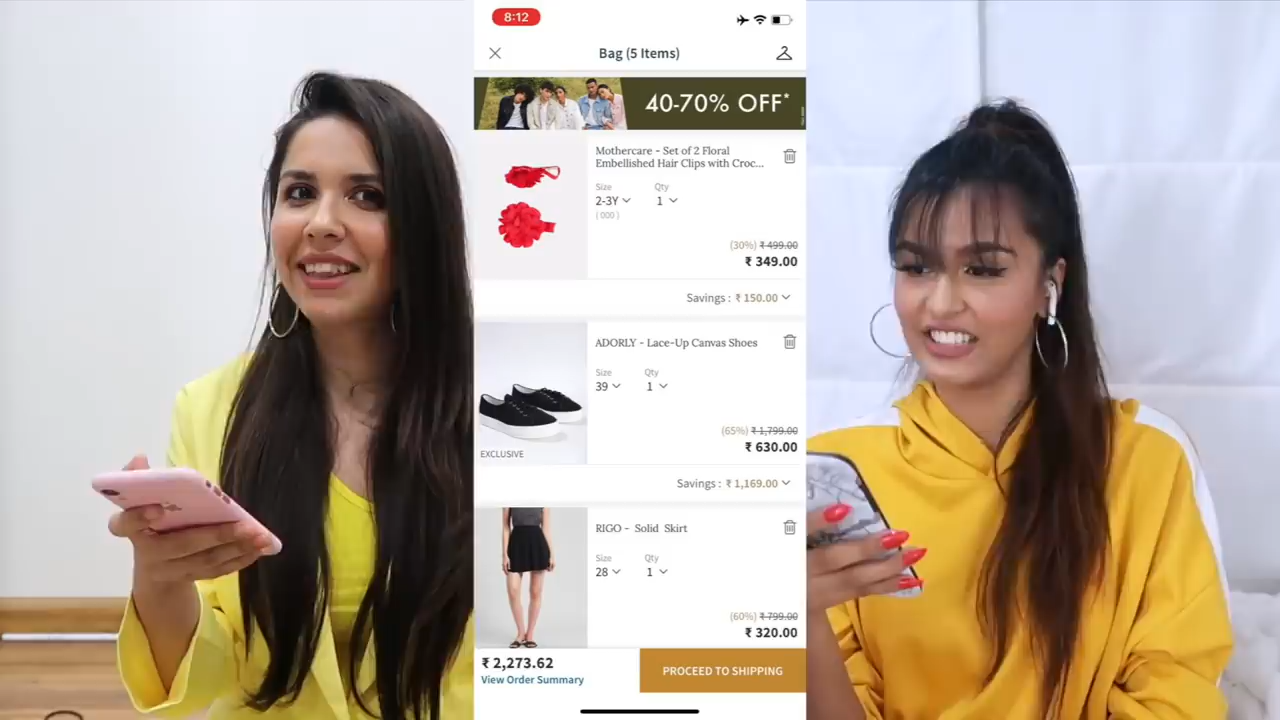 8:12
Bag (5 Items)
40-70% OFF*
Mothercare - Set of 2 Floral
Embellished Hair Clips with Croc...
Size
Qty
2-3Y
1
( 000 )
(30%) ₹ 499.00
₹ 349.00
Savings : ₹ 150.00
ADORLY - Lace-Up Canvas Shoes
Size
Qty
39
1
(65%) ₹ 1,799.00
₹ 630.00
EXCLUSIVE
Savings : ₹ 1,169.00
RIGO - Solid Skirt
Size
Qty
28
1
(60%) ₹ 799.00
₹ 320.00
₹ 2,273.62
View Order Summary
PROCEED TO SHIPPING